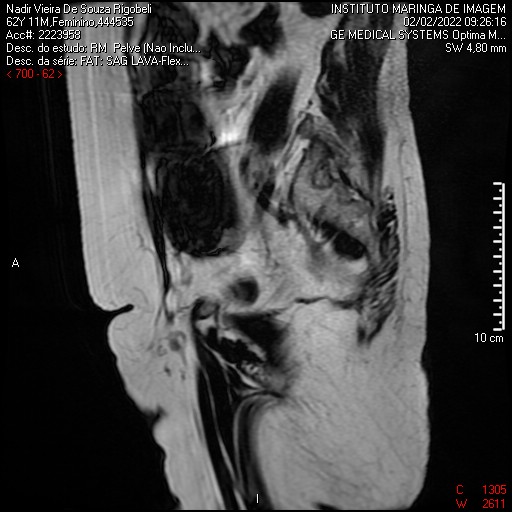 Nadir Vieira De Souza Rigobeli
62Y 11M,Feminino,444535
Acc#: 2223958
Desc. do estudo: RM Pelve (Nao Inclu...
Desc. da série: FAT: SAG LAVA-Flex...
< 700 - 62 >
INSTITUTO MARINGA DE IMAGEM
02/02/2022 09:26:16
GE MEDICAL SYSTEMS Optima M...
SW 4,80 mm
A
10 cm
I
C 1305
W 2611